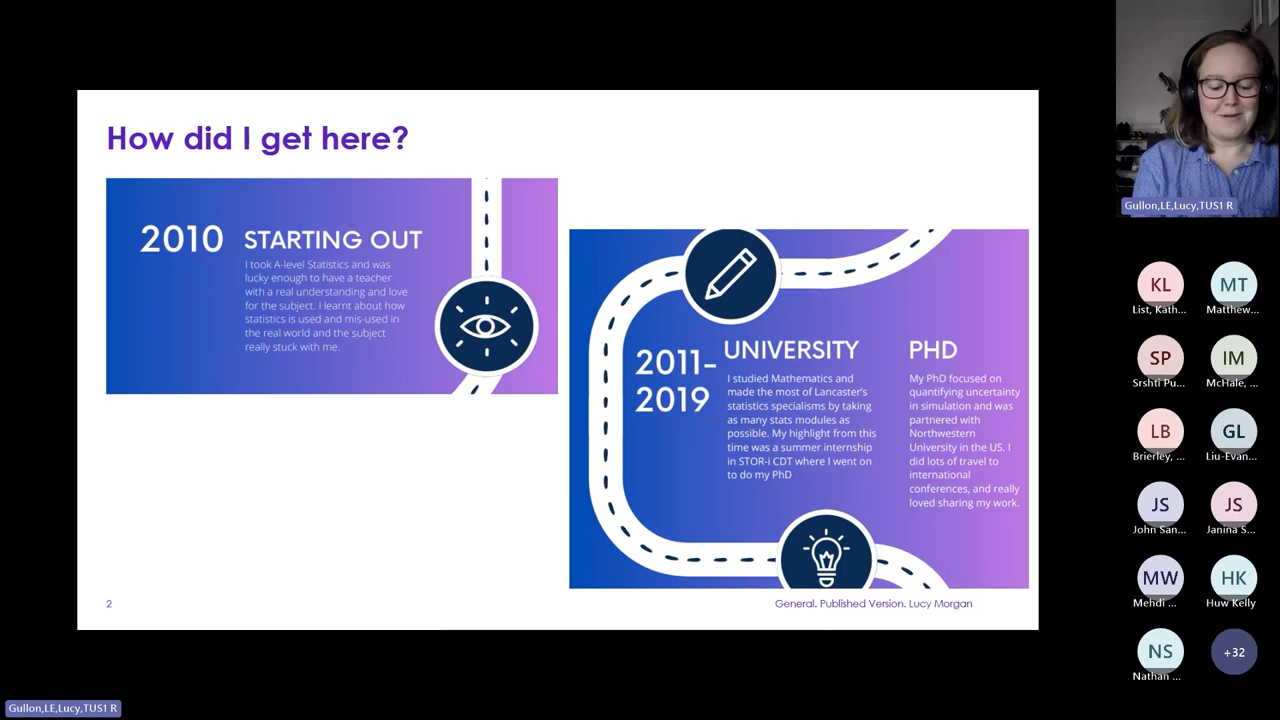 How did I get here?
2010
STARTING OUT
I took A-level Statistics and was
lucky enough to have a teacher
with a real understanding and love
for the subject. I learnt about how
statistics is used and mis-used in
the real world and the subject
really stuck with me.
2011-
2019
UNIVERSITY
I studied Mathematics and
made the most of Lancaster's
statistics specialisms by taking
as many stats modules as
possible. My highlight from this
time was a summer internship
in STOR-i CDT where I went on
to do my PhD
PHD
My PhD focused on
quantifying uncertainty
in simulation and was
partnered with
Northwestern
University in the US. I
did lots of travel to
international
conferences, and really
loved sharing my work.
2
General. Published Version. Lucy Morgan
Gullon,LE,Lucy,TUS1 R
KL
List, Kath...
MT
Matthew...
SP
Srshti Pu...
IM
McHale, ...
LB
Brierley, ...
GL
Liu-Evan...
JS
John San...
JS
Janina S...
MW
Mehdi ...
HK
Huw Kelly
NS
Nathan ...
+32
Gullon,LE,Lucy,TUS1 R